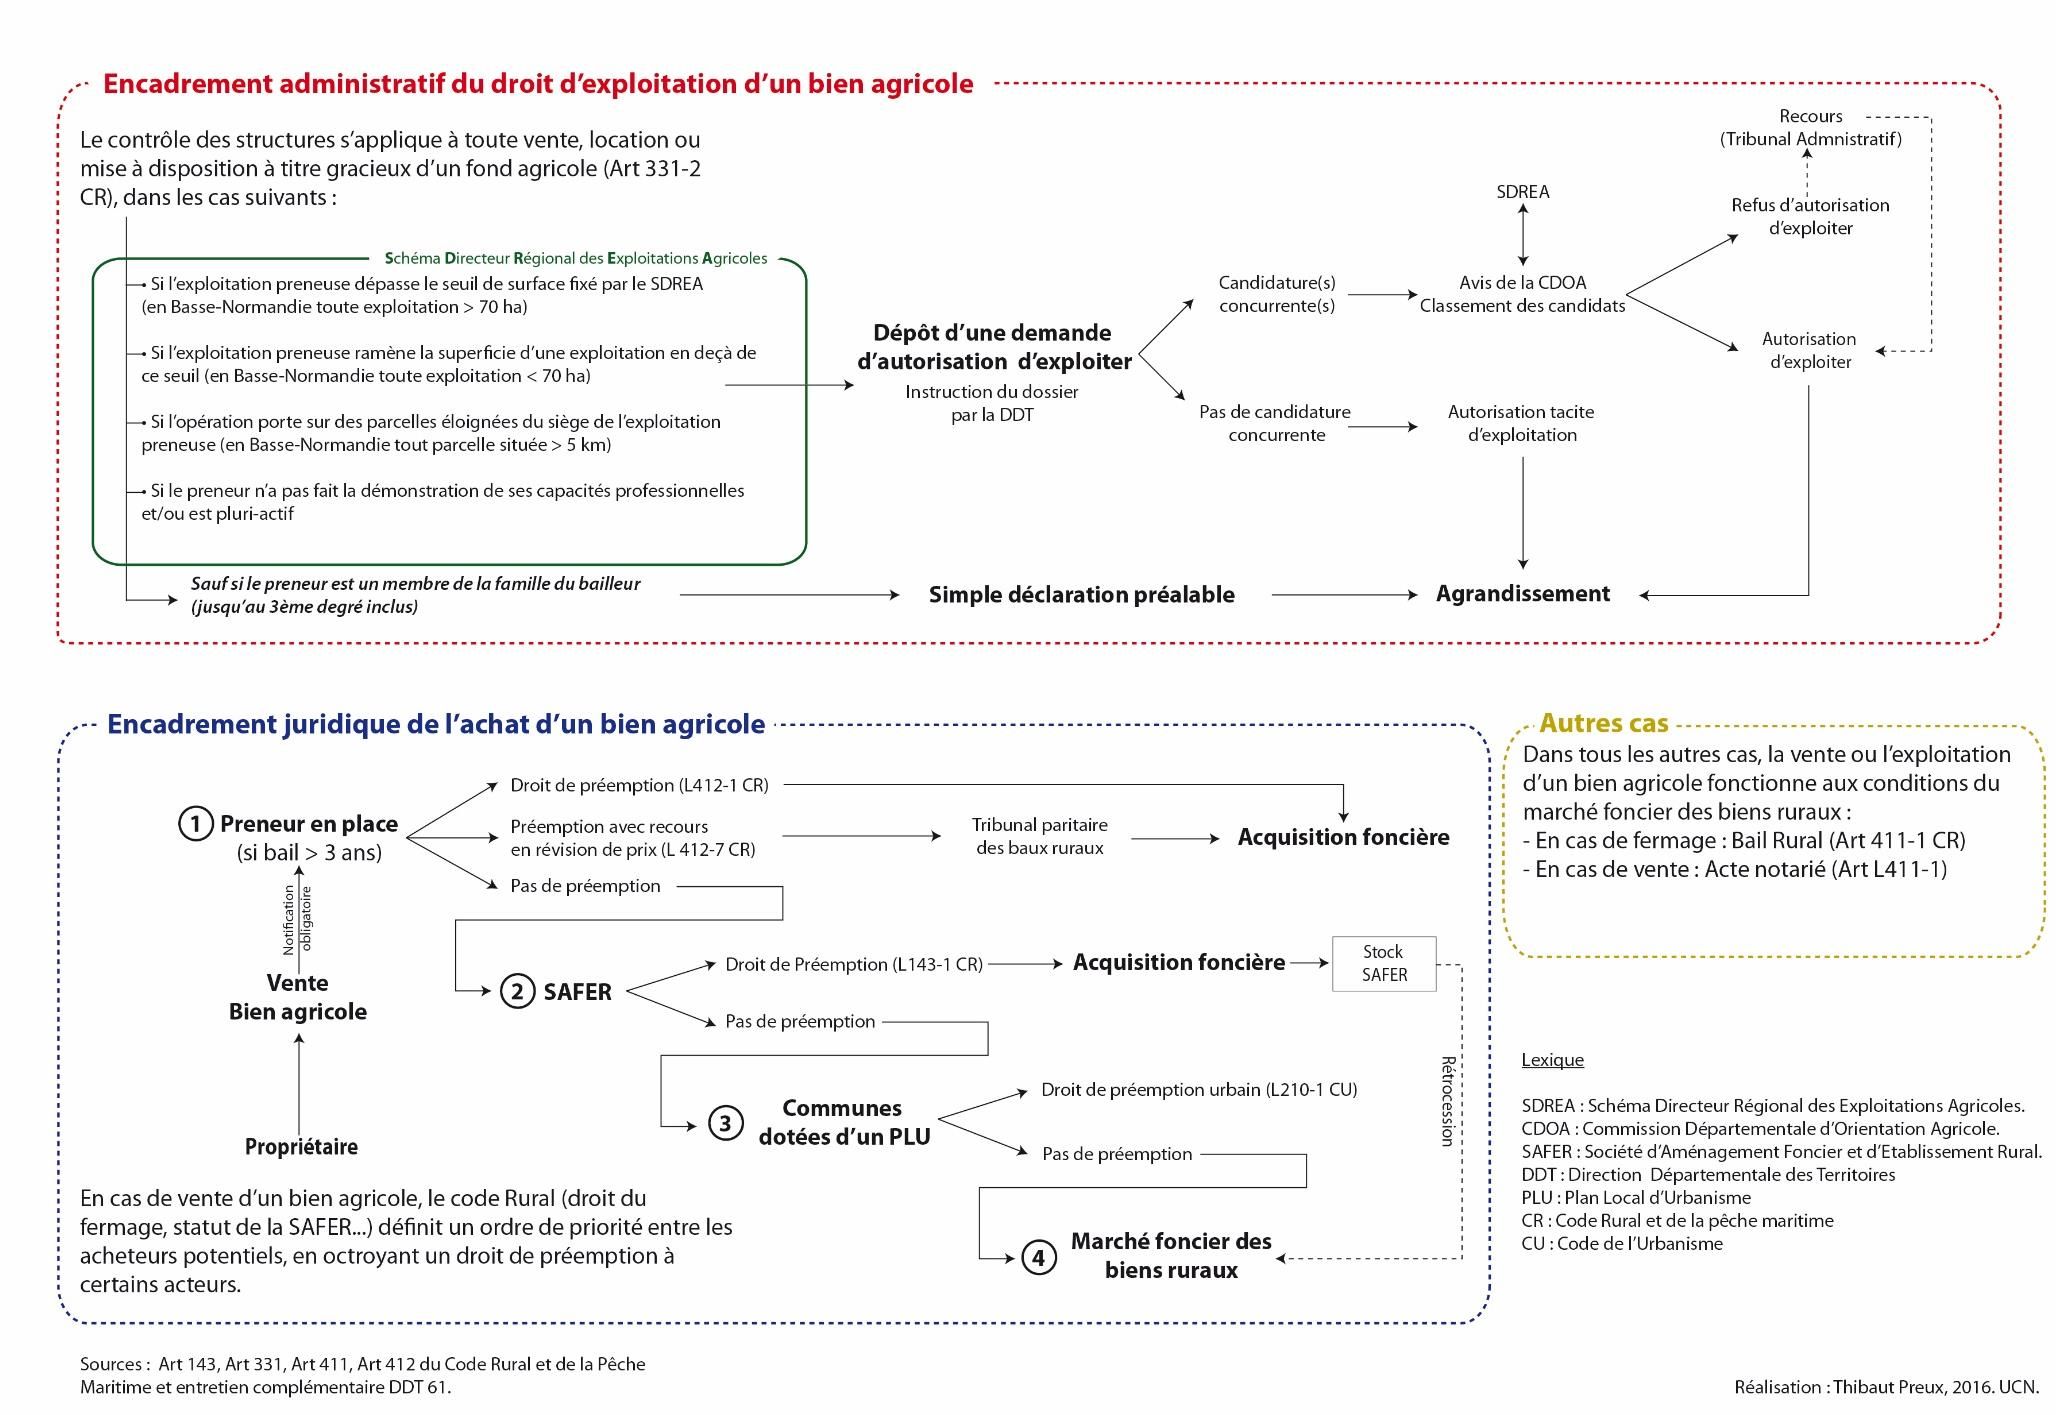 Encadrement administratif du droit d’exploitation d’un bien agricole
Le contrôle des structures s’applique à toute vente, location ou
mise à disposition à titre gracieux d’un fond agricole (Art 331-2
CR), dans les cas suivants :
Schéma Directeur Régional des Exploitations Agricoles
• Si l’exploitation preneuse dépasse le seuil de surface fixé par le SDREA
(en Basse-Normandie toute exploitation > 70 ha)
• Si l’exploitation preneuse ramène la superficie d’une exploitation en deçà de
ce seuil (en Basse-Normandie toute exploitation < 70 ha)
• Si l’opération porte sur des parcelles éloignées du siège de l’exploitation
preneuse (en Basse-Normandie tout parcelle située > 5 km)
• Si le preneur n’a pas fait la démonstration de ses capacités professionnelles
et/ou est pluri-actif
Sauf si le preneur est un membre de la famille du bailleur
(jusqu’au 3ème degré inclus)
Dépôt d’une demande
d’autorisation d’exploiter
Instruction du dossier
par la DDT
Candidature(s)
concurrente(s)
Pas de candidature
concurrente
SDREA
Avis de la CDOA
Classement des candidats
Autorisation tacite
d’exploitation
Recours
(Tribunal Admnistratif)
Refus d’autorisation
d’exploiter
Autorisation
d’exploiter
Simple déclaration préalable
Agrandissement
Encadrement juridique de l’achat d’un bien agricole
1 Preneur en place
(si bail > 3 ans)
Notification
obligatoire
Vente
Bien agricole
Propriétaire
Droit de préemption (L412-1 CR)
Préemption avec recours
en révision de prix (L 412-7 CR)
Pas de préemption
Tribunal paritaire
des baux ruraux
Acquisition foncière
2 SAFER
Droit de Préemption (L143-1 CR)
Pas de préemption
Acquisition foncière
Stock
SAFER
Rétrocession
3 Communes
dotées d’un PLU
Droit de préemption urbain (L210-1 CU)
Pas de préemption
4 Marché foncier des
biens ruraux
En cas de vente d’un bien agricole, le code Rural (droit du
fermage, statut de la SAFER...) définit un ordre de priorité entre les
acheteurs potentiels, en octroyant un droit de préemption à
certains acteurs.
Autres cas
Dans tous les autres cas, la vente ou l’exploitation
d’un bien agricole fonctionne aux conditions du
marché foncier des biens ruraux :
- En cas de fermage : Bail Rural (Art 411-1 CR)
- En cas de vente : Acte notarié (Art L411-1)
Lexique
SDREA : Schéma Directeur Régional des Exploitations Agricoles.
CDOA : Commission Départementale d’Orientation Agricole.
SAFER : Société d’Aménagement Foncier et d’Etablissement Rural.
DDT : Direction Départementale des Territoires
PLU : Plan Local d’Urbanisme
CR : Code Rural et de la pêche maritime
CU : Code de l’Urbanisme
Sources : Art 143, Art 331, Art 411, Art 412 du Code Rural et de la Pêche
Maritime et entretien complémentaire DDT 61.
Réalisation : Thibaut Preux, 2016. UCN.